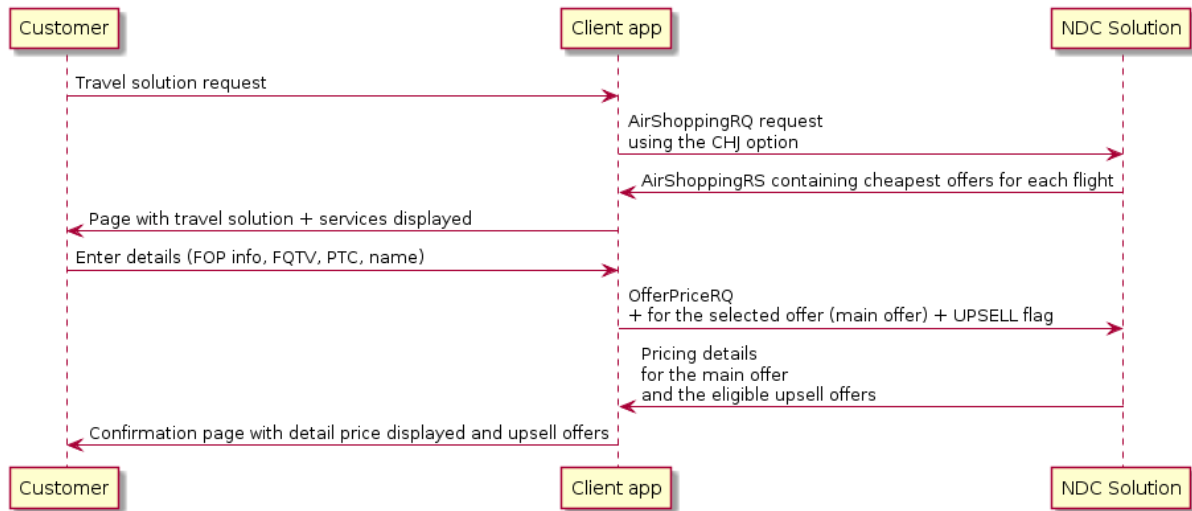 Customer
Client app
NDC Solution
Travel solution request
AirShoppingRQ request
using the CHJ option
AirShoppingRS containing cheapest offers for each flight
Page with travel solution + services displayed
Enter details (FOP info, FQTV, PTC, name)
OfferPriceRQ
+ for the selected offer (main offer) + UPSELL flag
Pricing details
for the main offer
and the eligible upsell offers
Confirmation page with detail price displayed and upsell offers
Customer
Client app
NDC Solution